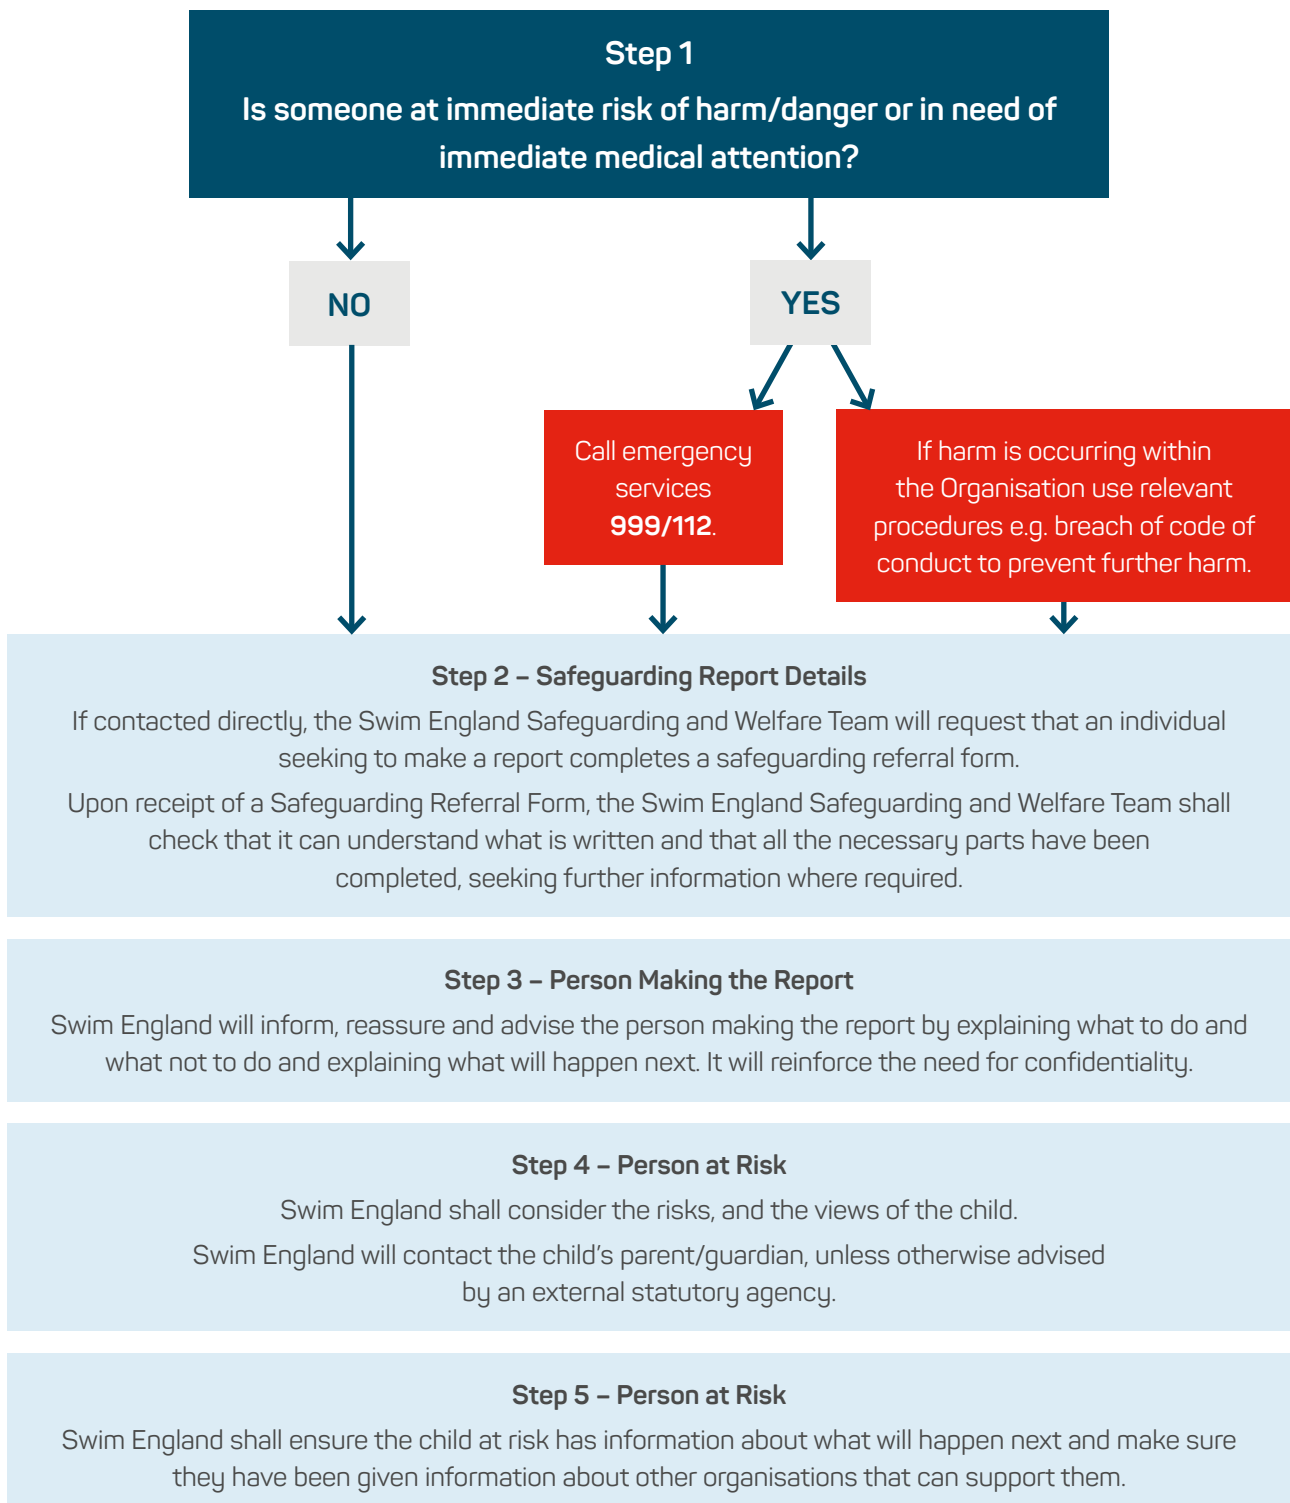 Step 1
Is someone at immediate risk of harm/danger or in need of
immediate medical attention?
NO
YES
Call emergency
services
999/112.
If harm is occurring within
the Organisation use relevant
procedures e.g. breach of code of
conduct to prevent further harm.
Step 2 – Safeguarding Report Details
If contacted directly, the Swim England Safeguarding and Welfare Team will request that an individual
seeking to make a report completes a safeguarding referral form.
Upon receipt of a Safeguarding Referral Form, the Swim England Safeguarding and Welfare Team shall
check that it can understand what is written and that all the necessary parts have been
completed, seeking further information where required.
Step 3 – Person Making the Report
Swim England will inform, reassure and advise the person making the report by explaining what to do and
what not to do and explaining what will happen next. It will reinforce the need for confidentiality.
Step 4 – Person at Risk
Swim England shall consider the risks, and the views of the child.
Swim England will contact the child's parent/guardian, unless otherwise advised
by an external statutory agency.
Step 5 – Person at Risk
Swim England shall ensure the child at risk has information about what will happen next and make sure
they have been given information about other organisations that can support them.